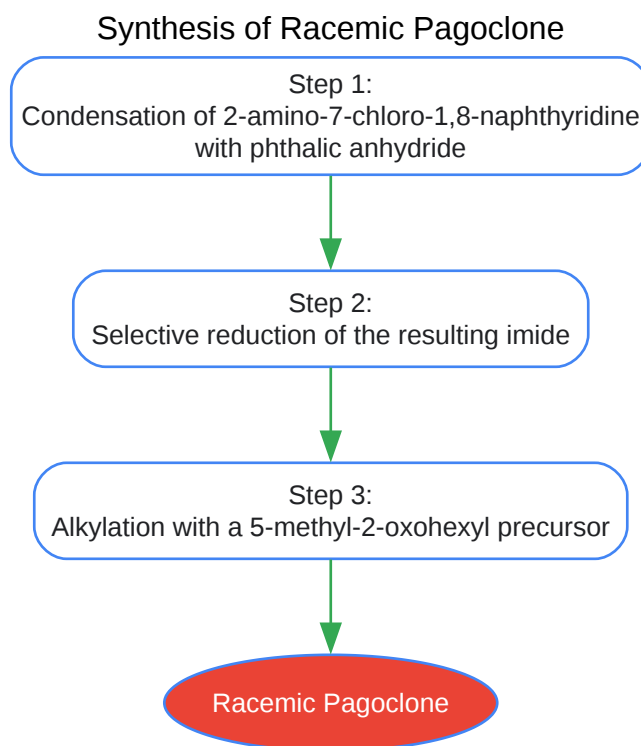 Synthesis of Racemic Pagoclone
Step 1:
Condensation of 2-amino-7-chloro-1,8-naphthyridine
with phthalic anhydride
Step 2:
Selective reduction of the resulting imide
Step 3:
Alkylation with a 5-methyl-2-oxohexyl precursor
Racemic Pagoclone